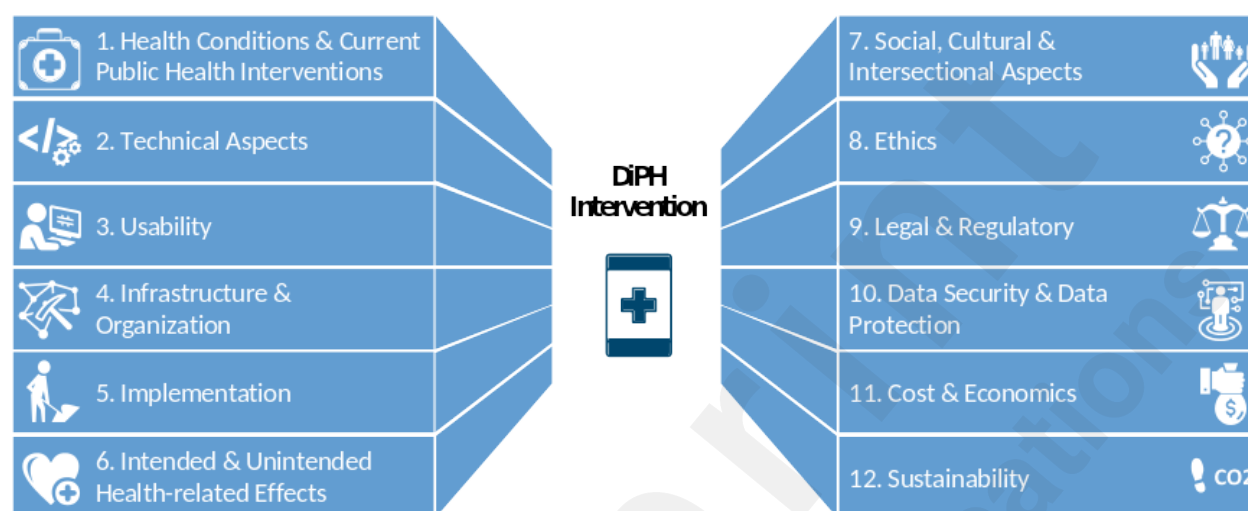 1. Health Conditions & Current
Public Health Interventions
2. Technical Aspects
3. Usability
4. Infrastructure &
Organization
5. Implementation
6. Intended & Unintended
Health-related Effects
DiPH
Intervention
7. Social, Cultural &
Intersectional Aspects
8. Ethics
9. Legal & Regulatory
10. Data Security & Data
Protection
11. Cost & Economics
12. Sustainability
CO2